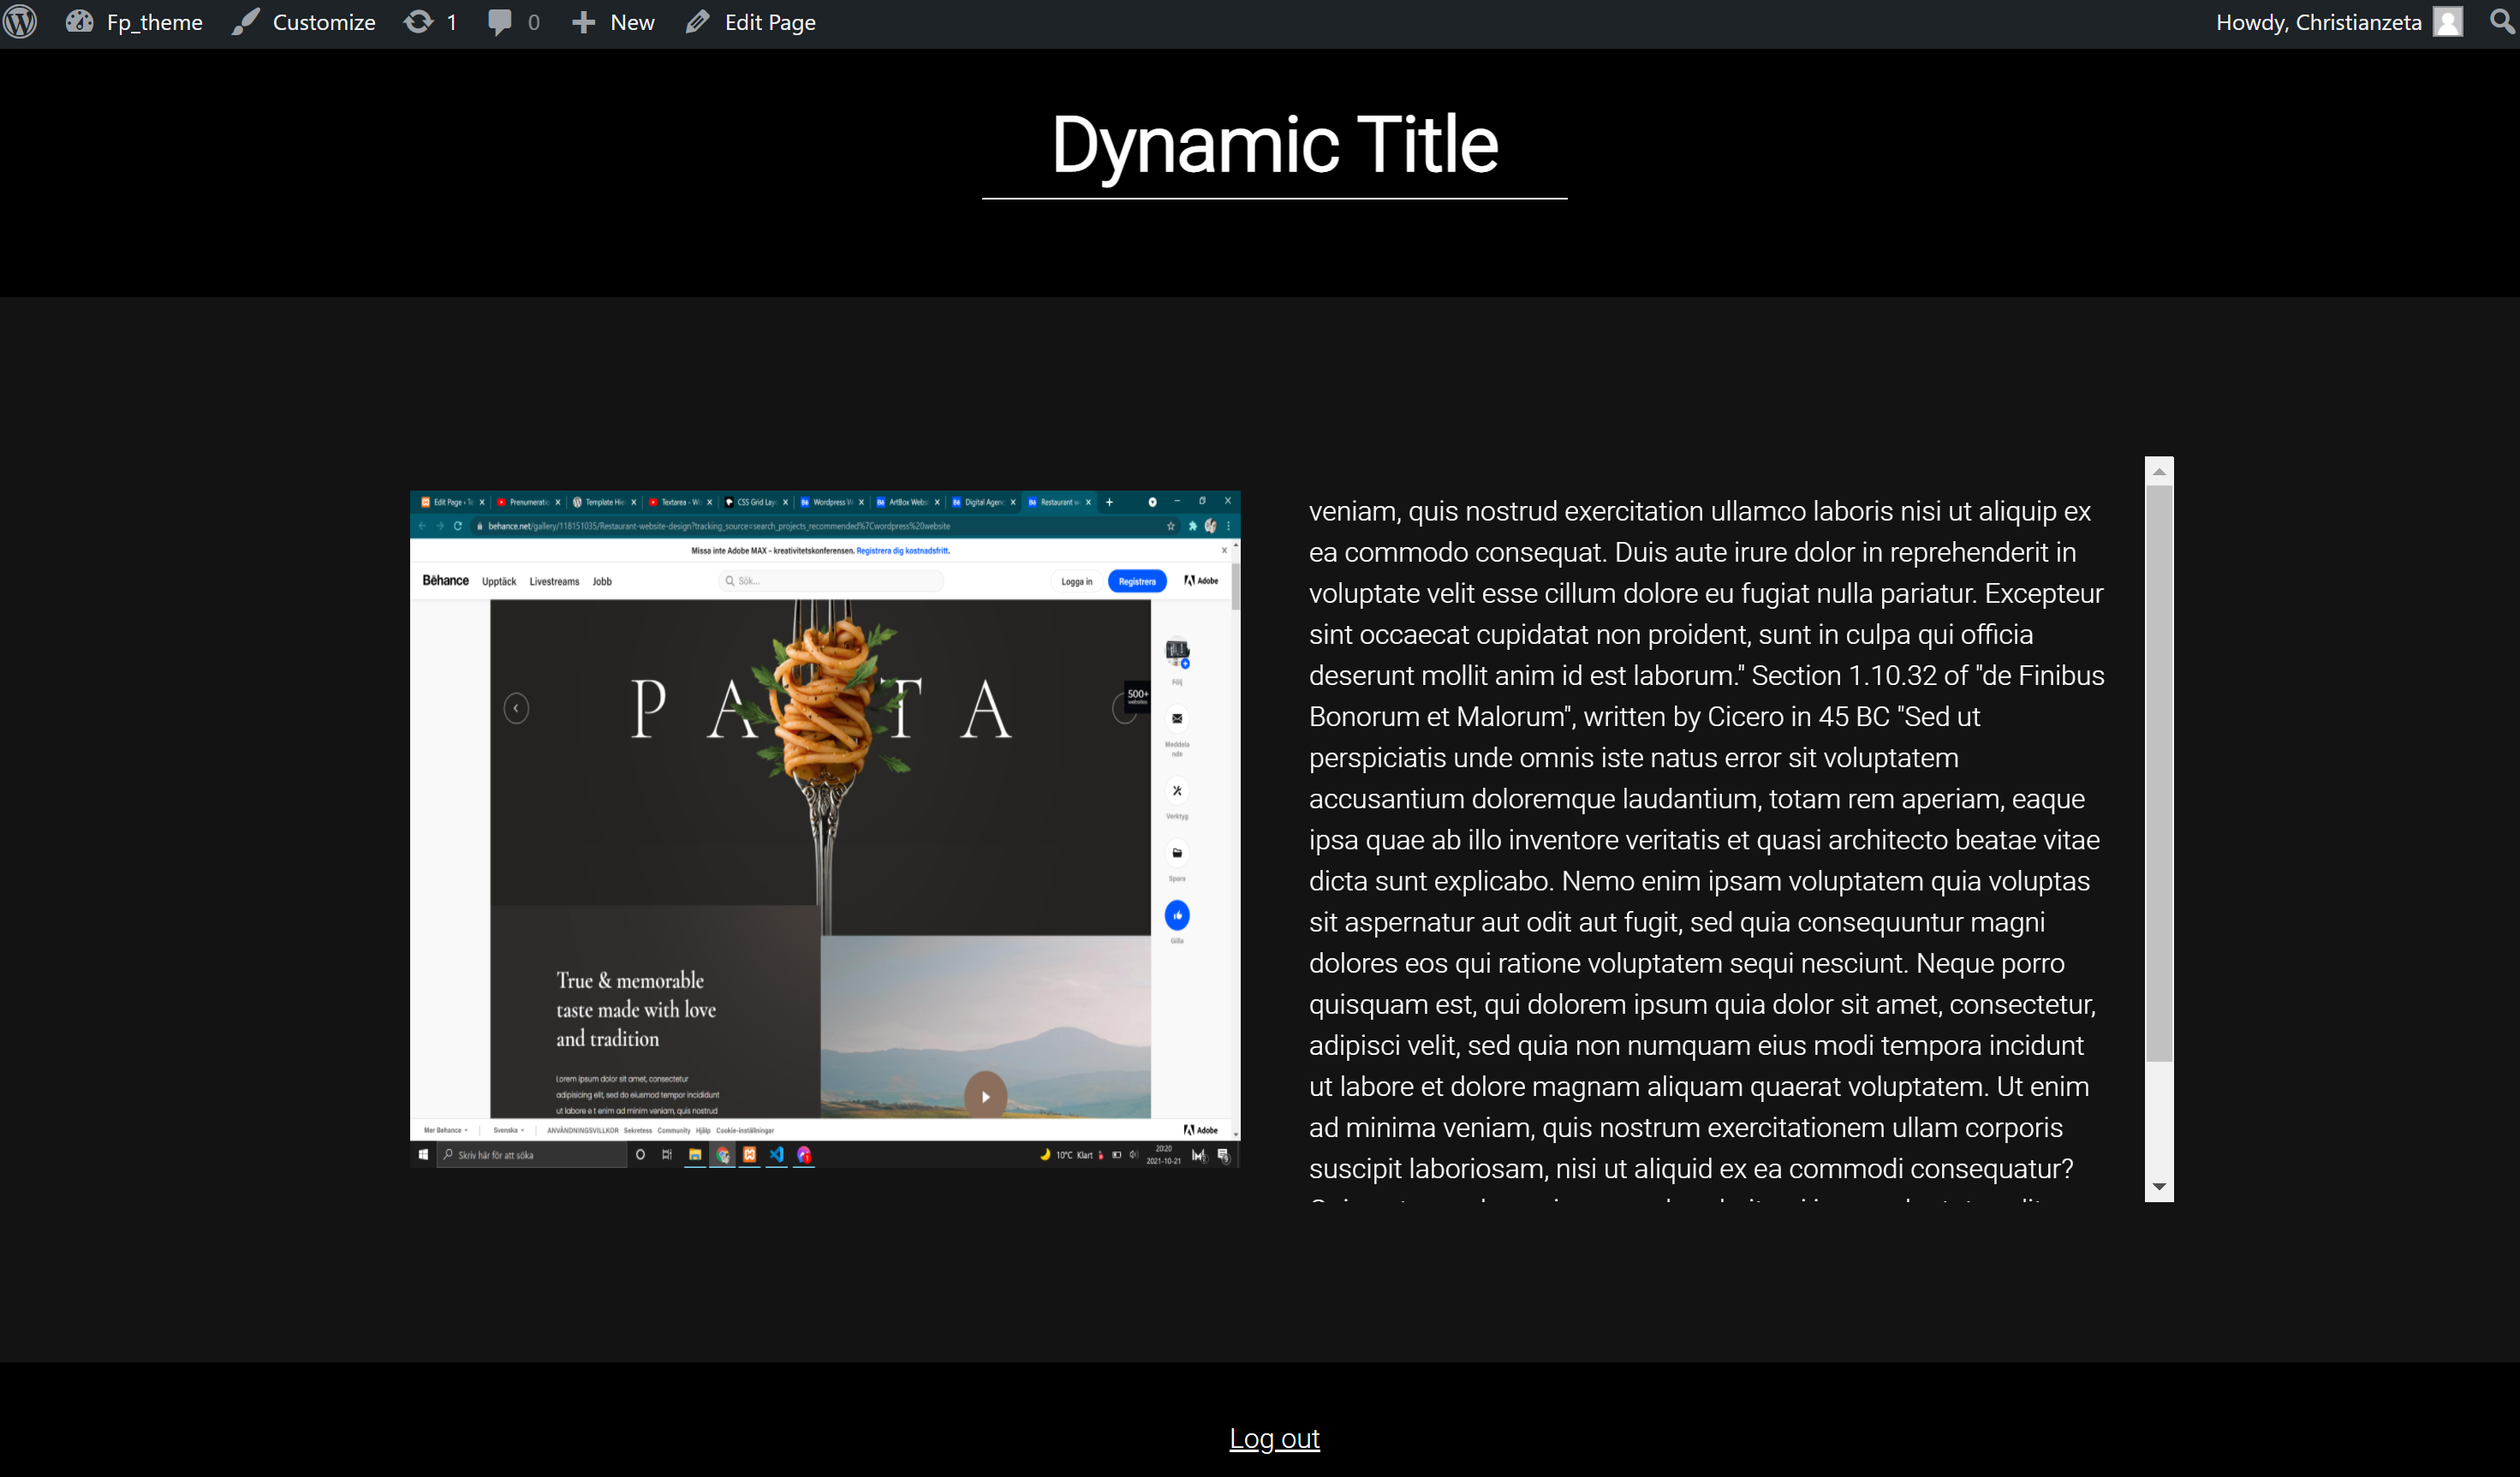 Fp_theme Customize 1 0 New Edit Page Howdy, Christianzeta
Dynamic Title
Edit Page ‹ Te Prenumeratio Template Hie Textarea - Wi CSS Grid Layo Wordpress W ArtBox Webs Digital Agenc Restaurant w
behance.net/gallery/118151035/Restaurant-website-design?tracking_source=search_projects_recommended%7Cwordpress%20website
Missa inte Adobe MAX - kreativitetskonferensen. Registrera dig kostnadsfritt.
Bēhance Upptäck Livestreams Jobb Sök... Logga in Registrera Adobe
Följ
P A T A
500+
websites
Meddela
nde
Verktyg
Spara
Gilla
True & memorable
taste made with love
and tradition
Lorem ipsum dolor sit amet, consectetur
adipisicing elit, sed do eiusmod tempor incididunt
ut labore e t enim ad minim veniam, quis nostrud
Mer Behance Svenska ANVÄNDNINGSVILLKOR Sekretess Community Hjälp Cookie-inställningar Adobe
Skriv här för att söka 10°C Klart 20:20
2021-10-21
veniam, quis nostrud exercitation ullamco laboris nisi ut aliquip ex
ea commodo consequat. Duis aute irure dolor in reprehenderit in
voluptate velit esse cillum dolore eu fugiat nulla pariatur. Excepteur
sint occaecat cupidatat non proident, sunt in culpa qui officia
deserunt mollit anim id est laborum." Section 1.10.32 of "de Finibus
Bonorum et Malorum", written by Cicero in 45 BC "Sed ut
perspiciatis unde omnis iste natus error sit voluptatem
accusantium doloremque laudantium, totam rem aperiam, eaque
ipsa quae ab illo inventore veritatis et quasi architecto beatae vitae
dicta sunt explicabo. Nemo enim ipsam voluptatem quia voluptas
sit aspernatur aut odit aut fugit, sed quia consequuntur magni
dolores eos qui ratione voluptatem sequi nesciunt. Neque porro
quisquam est, qui dolorem ipsum quia dolor sit amet, consectetur,
adipisci velit, sed quia non numquam eius modi tempora incidunt
ut labore et dolore magnam aliquam quaerat voluptatem. Ut enim
ad minima veniam, quis nostrum exercitationem ullam corporis
suscipit laboriosam, nisi ut aliquid ex ea commodi consequatur?
Log out